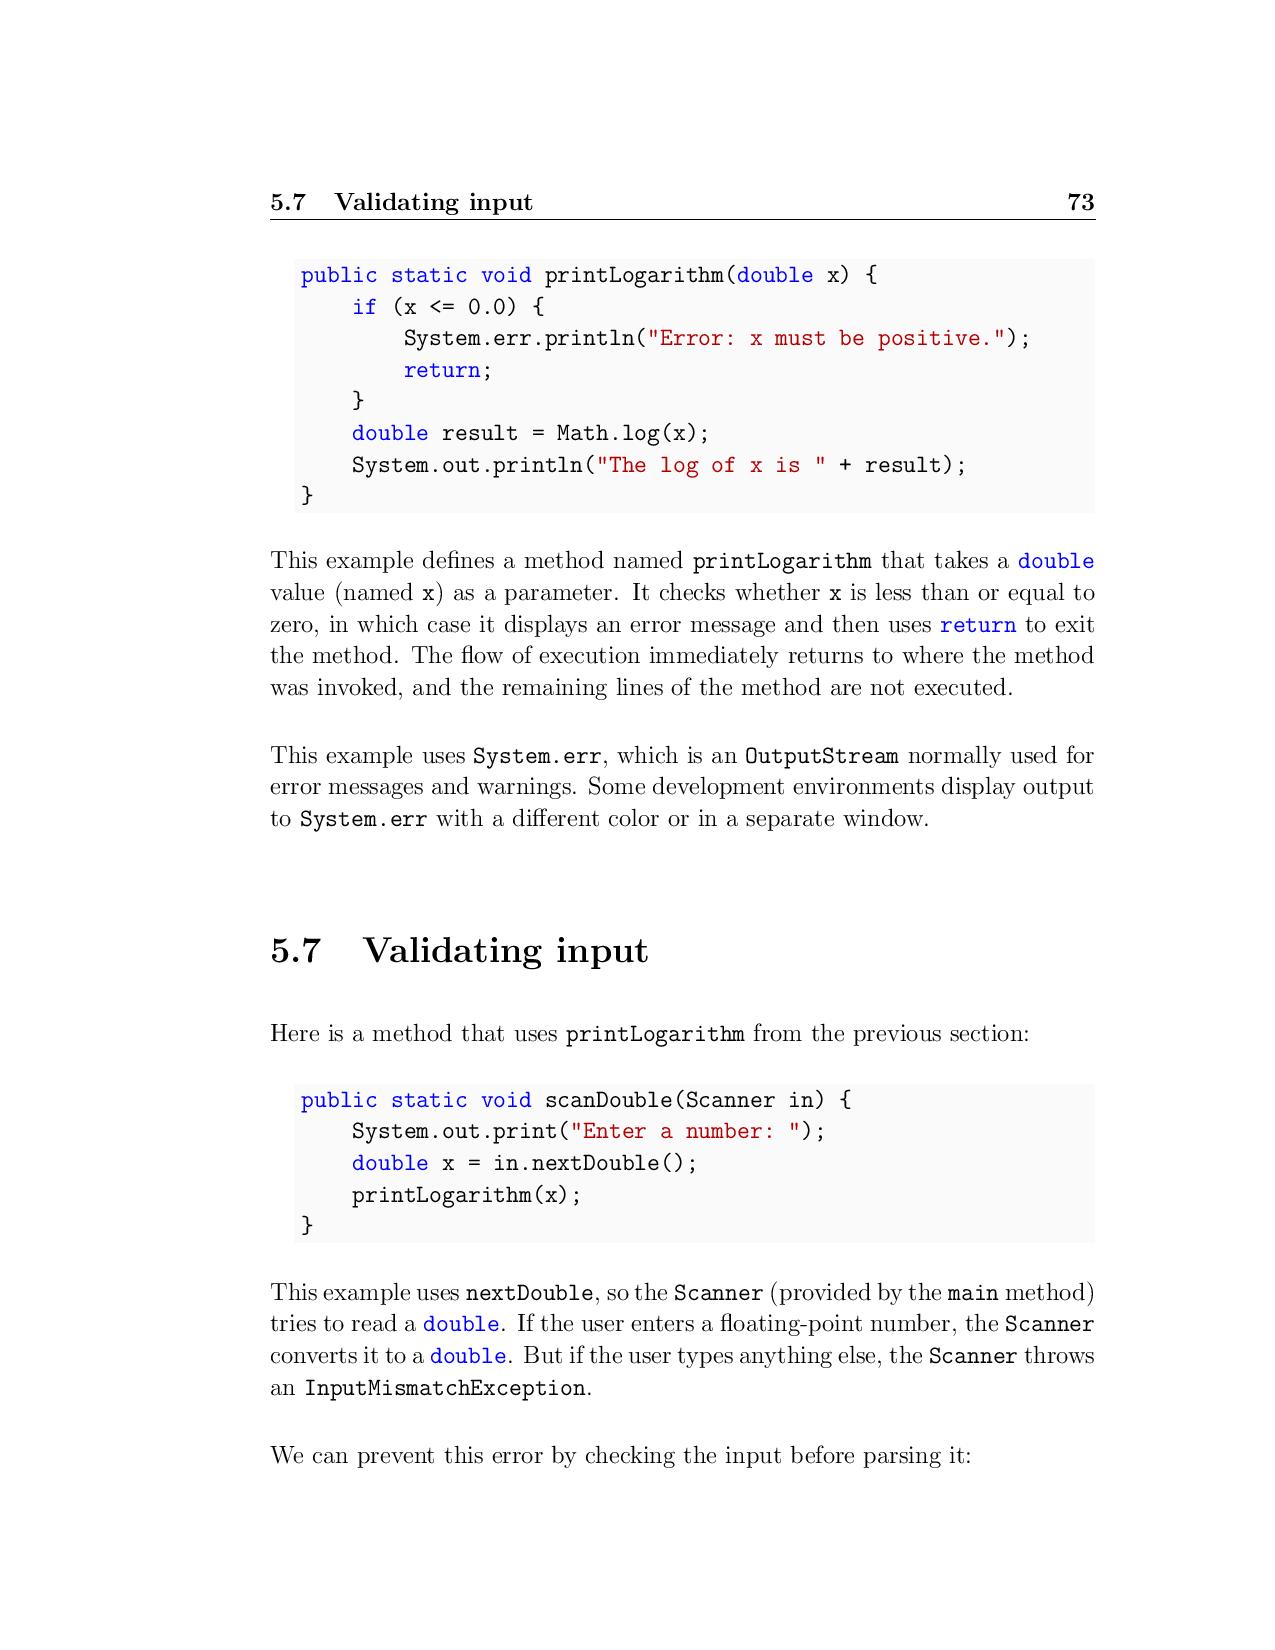 5.7 Validating input 73
public static void printLogarithm(double x) {
    if (x <= 0.0) {
        System.err.println("Error: x must be positive.");
        return;
    }
    double result = Math.log(x);
    System.out.println("The log of x is " + result);
}
This example defines a method named printLogarithm that takes a double
value (named x) as a parameter. It checks whether x is less than or equal to
zero, in which case it displays an error message and then uses return to exit
the method. The flow of execution immediately returns to where the method
was invoked, and the remaining lines of the method are not executed.
This example uses System.err, which is an OutputStream normally used for
error messages and warnings. Some development environments display output
to System.err with a different color or in a separate window.
5.7 Validating input
Here is a method that uses printLogarithm from the previous section:
public static void scanDouble(Scanner in) {
    System.out.print("Enter a number: ");
    double x = in.nextDouble();
    printLogarithm(x);
}
This example uses nextDouble, so the Scanner (provided by the main method)
tries to read a double. If the user enters a floating-point number, the Scanner
converts it to a double. But if the user types anything else, the Scanner throws
an InputMismatchException.
We can prevent this error by checking the input before parsing it: